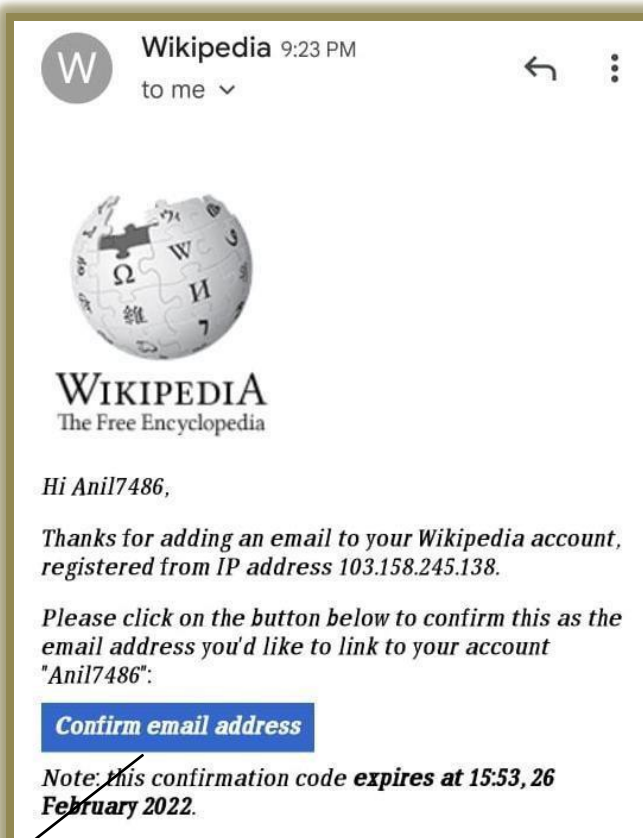 W
Wikipedia 9:23 PM
to me
Ω W И
維 7
WIKIPEDIA
The Free Encyclopedia
Hi Anil7486,
Thanks for adding an email to your Wikipedia account,
registered from IP address 103.158.245.138.
Please click on the button below to confirm this as the
email address you'd like to link to your account
"Anil7486":
Confirm email address
Note: this confirmation code expires at 15:53, 26
February 2022.